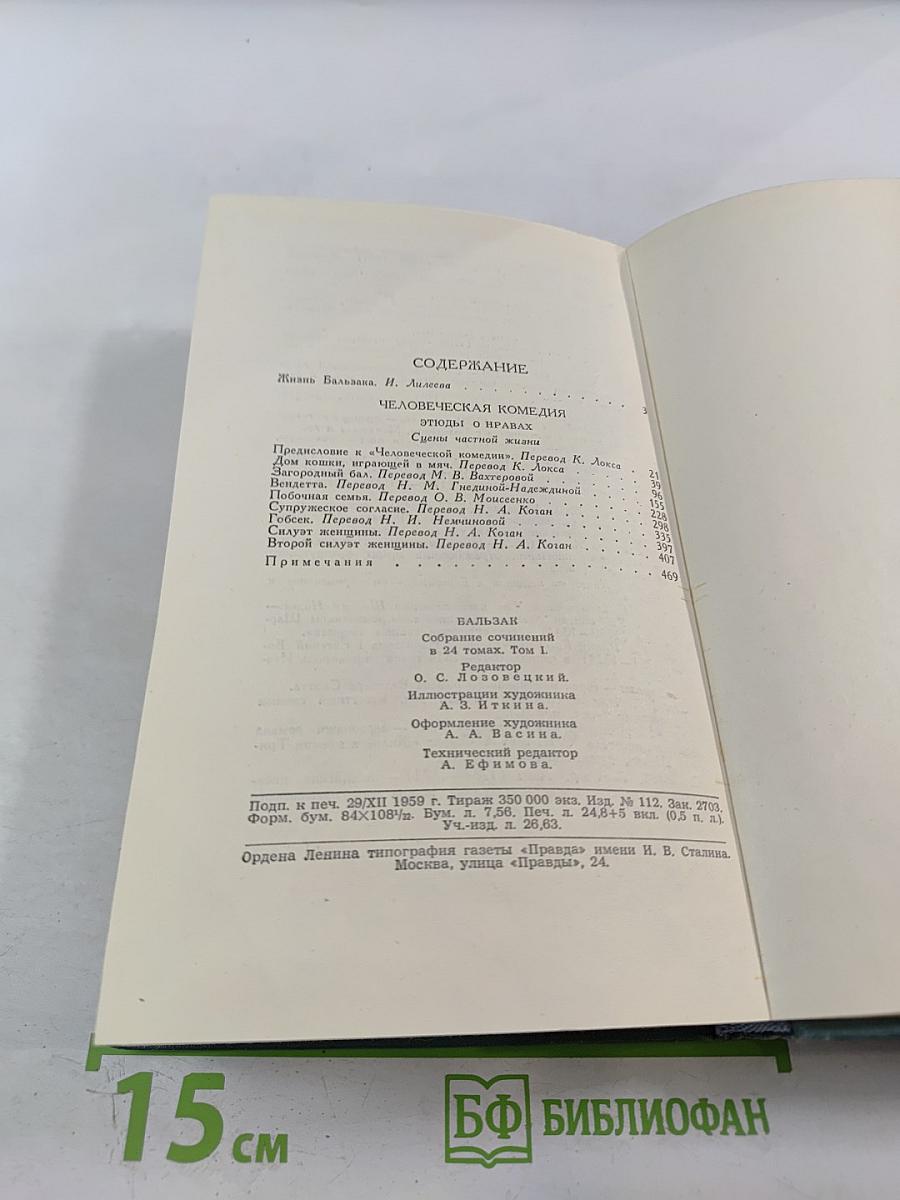 СОДЕРЖАНИЕ
Жизнь Бальзака. И. Лилеева . . . . . . . . . . . 3
ЧЕЛОВЕЧЕСКАЯ КОМЕДИЯ
ЭТЮДЫ О НРАВАХ
Сцены частной жизни
Предисловие к «Человеческой комедии». Перевод К. Локса . 21
Дом кошки, играющей в мяч. Перевод К. Локса . . . . 39
Загородный бал. Перевод М. В. Вахтеровой . . . . . 96
Вендетта. Перевод Н. М. Гнединой-Надеждиной . . . . 155
Побочная семья. Перевод О. В. Моисеенко . . . . . 228
Супружеское согласие. Перевод Н. А. Коган . . . . . 298
Гобсек. Перевод Н. И. Немчиновой . . . . . . . 335
Силуэт женщины. Перевод Н. А. Коган . . . . . . 397
Второй силуэт женщины. Перевод Н. А. Коган . . . . . 407
Примечания . . . . . . . . . . . . . . 469
БАЛЬЗАК
Собрание сочинений
в 24 томах. Том I.
Редактор
О. С. Лозовецкий.
Иллюстрации художника
А. З. Иткина.
Оформление художника
А. А. Васина.
Технический редактор
А. Ефимова.
Подп. к печ. 29/XII 1959 г. Тираж 350 000 экз. Изд. № 112. Зак. 2703.
Форм. бум. 84×108¹/₃₂. Бум. л. 7,56. Печ. л. 24,8+5 вкл. (0,5 п. л.).
Уч.-изд. л. 26,63.
Ордена Ленина типография газеты «Правда» имени И. В. Сталина.
Москва, улица «Правды», 24.
15 см
БФ БИБЛИОФАН